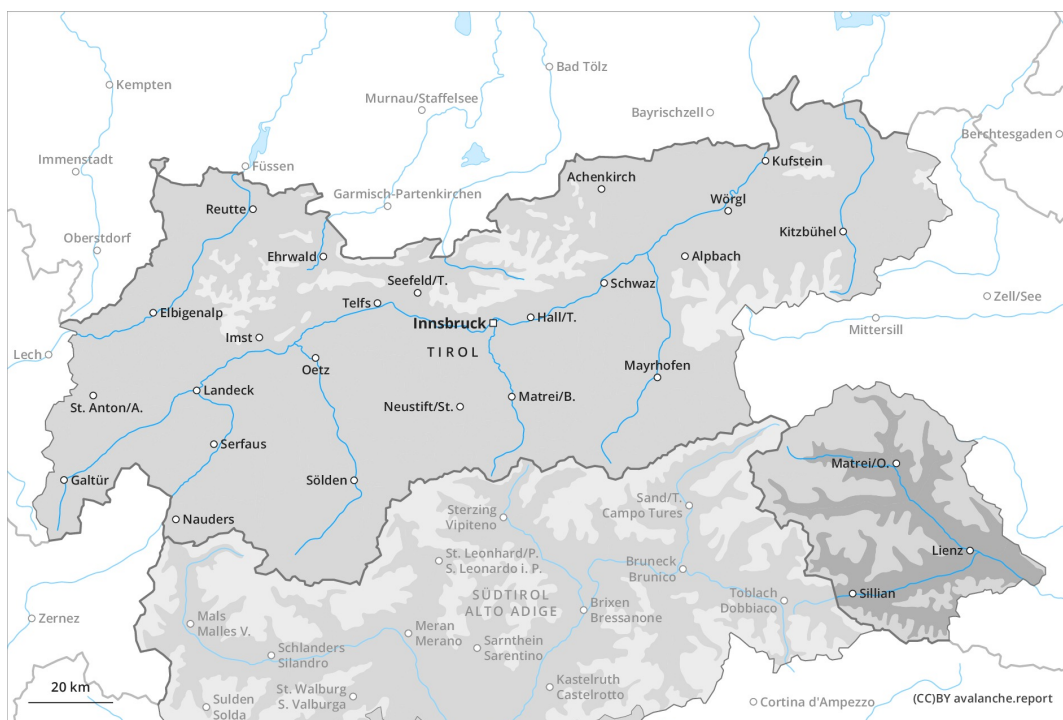 Kempten
Bad Tölz
Murnau/Staffelsee
Bayrischzell
Berchtesgaden
Immenstadt
Füssen
Kufstein
Achenkirch
Garmisch-Partenkirchen
Reutte
Wörgl
Oberstdorf
Kitzbühel
Ehrwald
Alpbach
Seefeld/T.
Schwaz
Zell/See
Telfs
Elbigenalp
Innsbruck
Hall/T.
Mittersill
Imst
TIROL
Lech
Oetz
Mayrhofen
Landeck
St. Anton/A.
Neustift/St.
Matrei/B.
Serfaus
Matrei/O.
Galtür
Sölden
Sand/T.
Campo Tures
Sterzing
Vipiteno
Nauders
Lienz
St. Leonhard/P.
S. Leonardo i. P.
Bruneck
Brunico
SÜDTIROL
ALTO ADIGE
Toblach
Dobbiaco
Sillian
Brixen
Bressanone
Zernez
Mals
Malles V.
Meran
Merano
Sarnthein
Sarentino
Schlanders
Silandro
Kastelruth
Castelrotto
20 km
St. Walburg
S. Valburga
Sulden
Solda
Cortina d'Ampezzo
(CC)BY avalanche.report